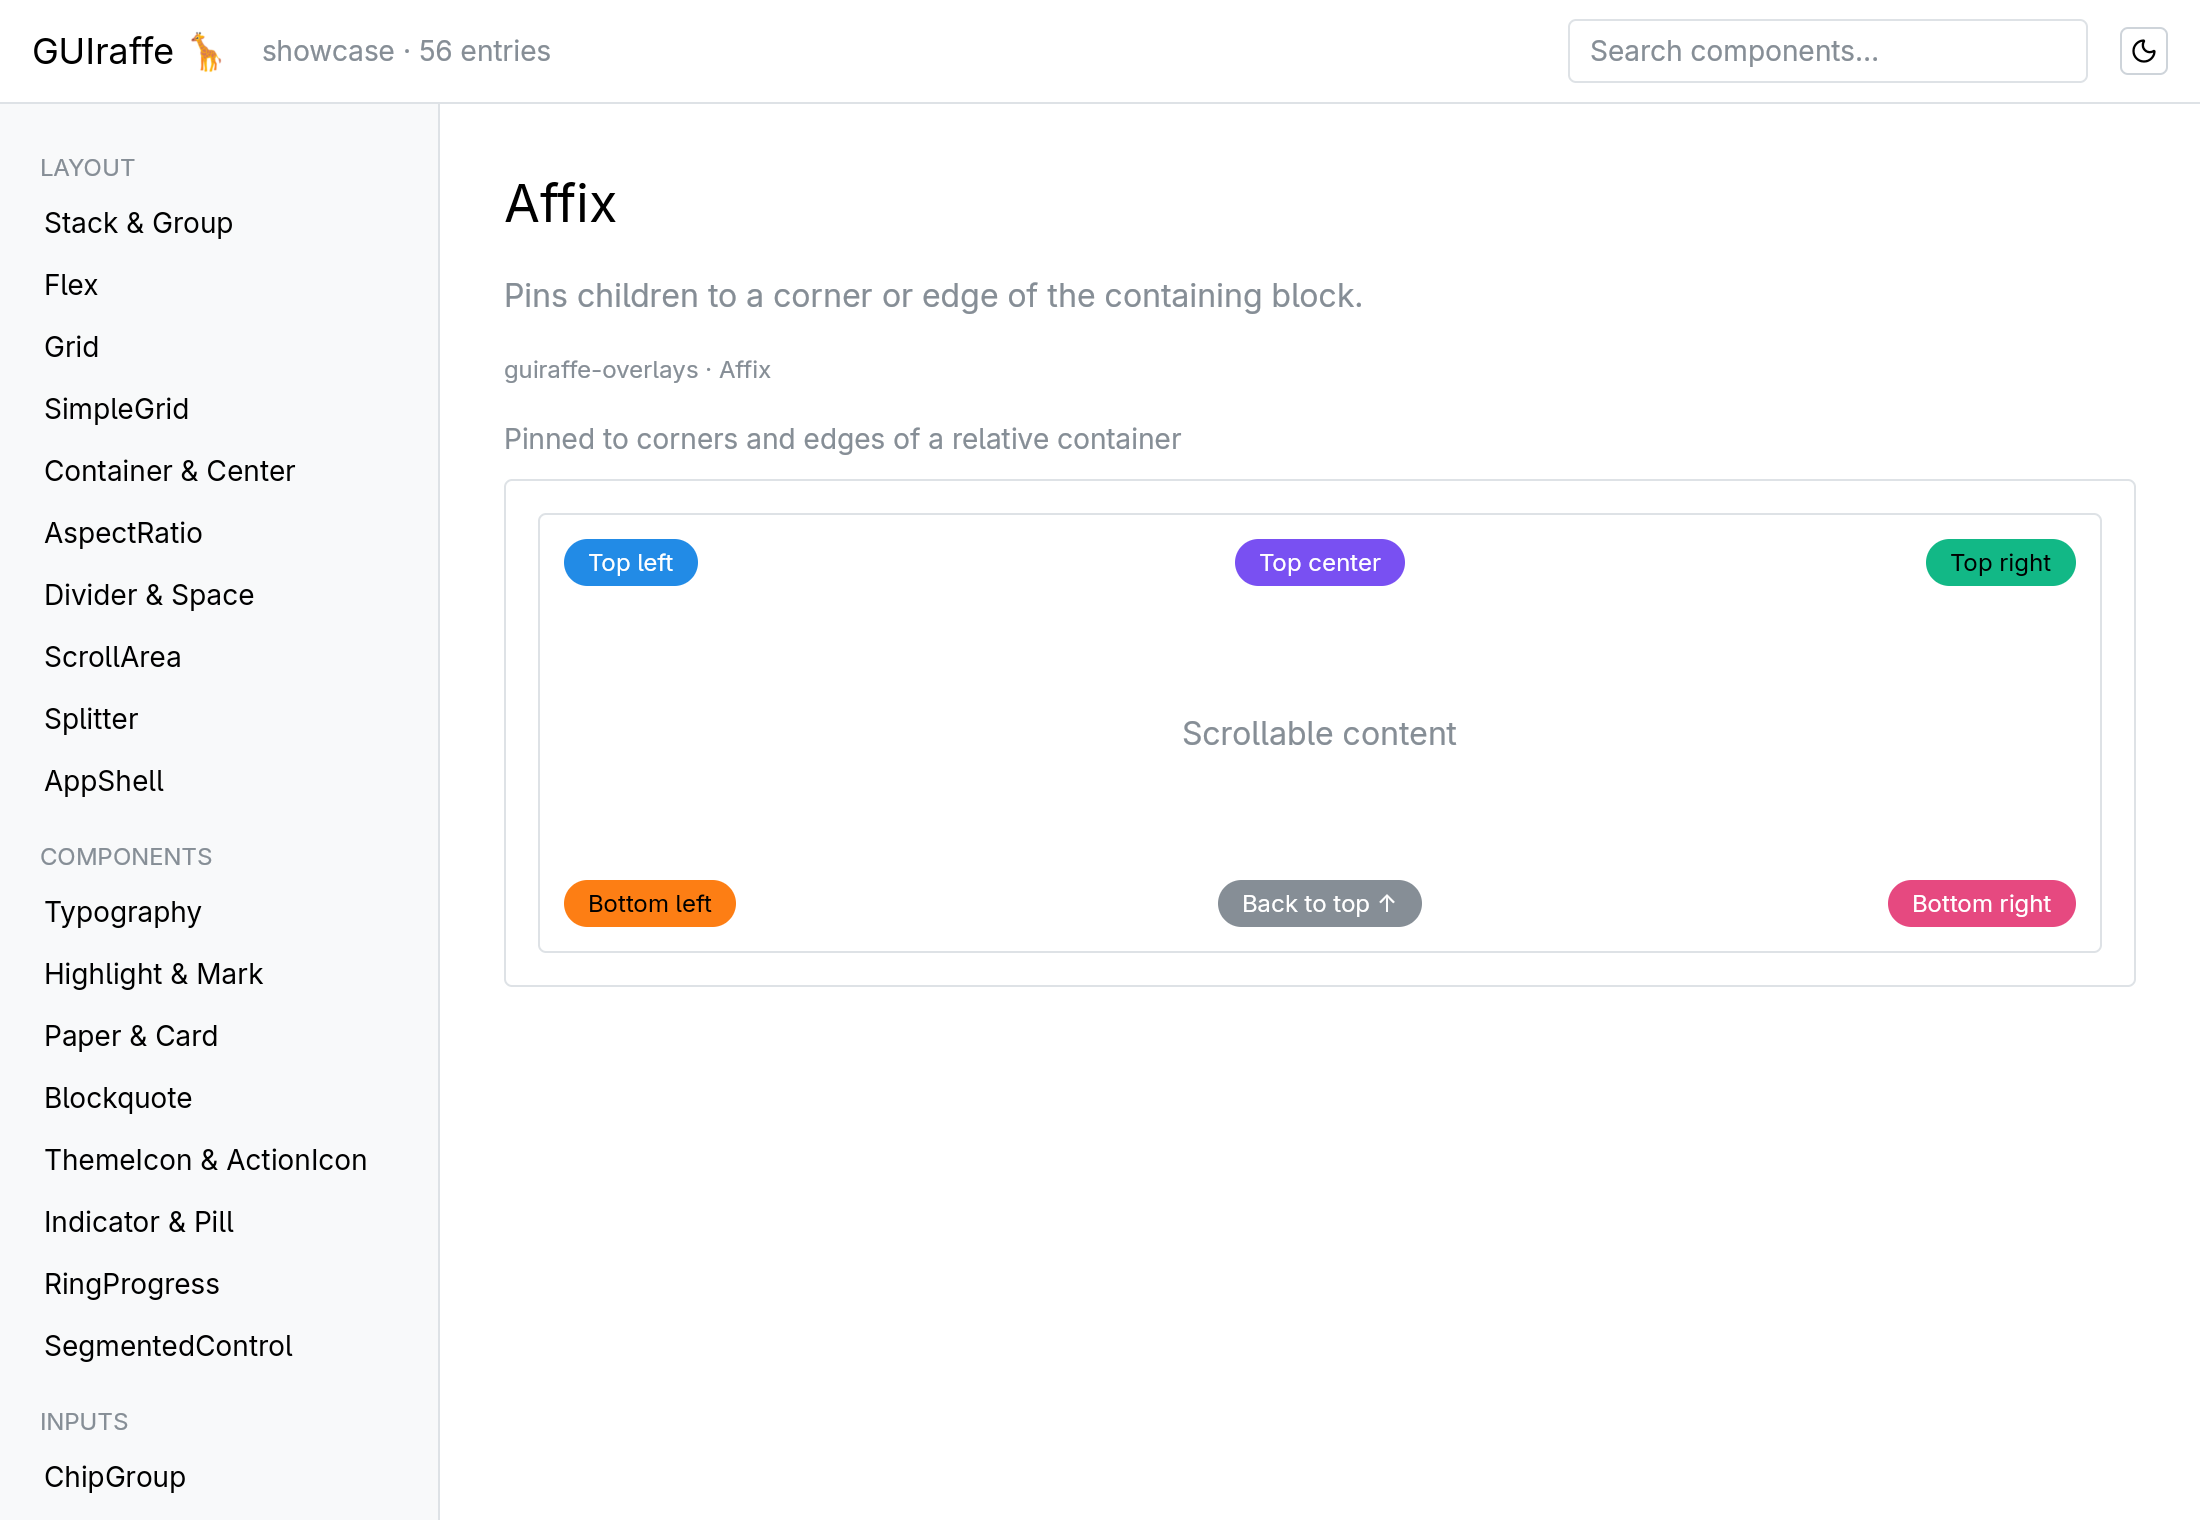 GUIraffe 🦒 showcase · 56 entries
Search components...
LAYOUT
Stack & Group
Flex
Grid
SimpleGrid
Container & Center
AspectRatio
Divider & Space
ScrollArea
Splitter
AppShell
COMPONENTS
Typography
Highlight & Mark
Paper & Card
Blockquote
ThemeIcon & ActionIcon
Indicator & Pill
RingProgress
SegmentedControl
INPUTS
ChipGroup
Affix
Pins children to a corner or edge of the containing block.
guiraffe-overlays · Affix
Pinned to corners and edges of a relative container
Top left
Top center
Top right
Scrollable content
Bottom left
Back to top ↑
Bottom right